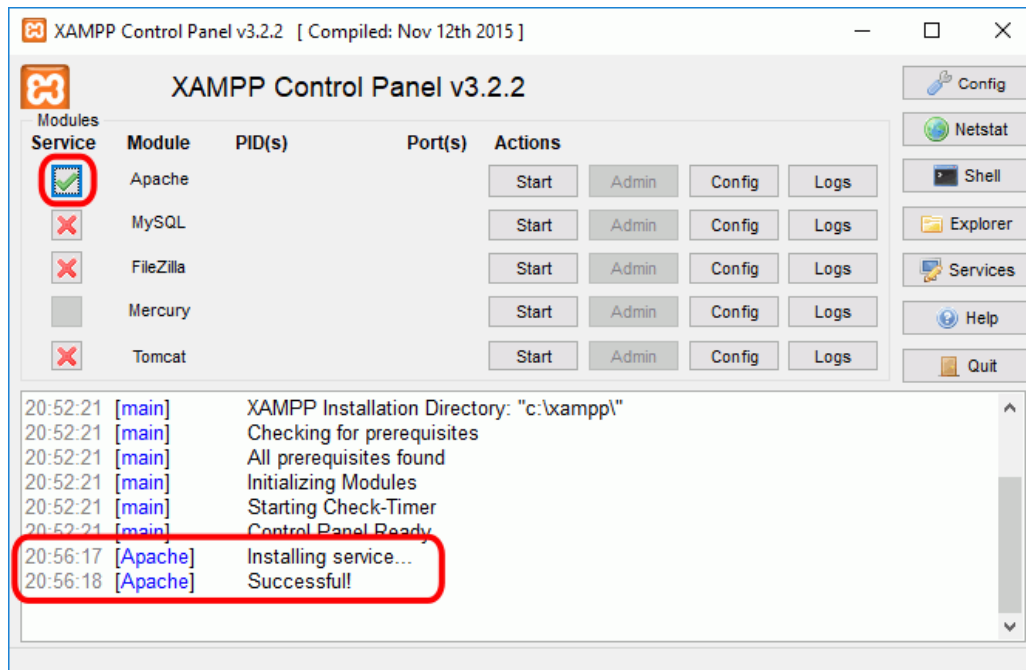 XAMPP Control Panel v3.2.2 [ Compiled: Nov 12th 2015 ]
XAMPP Control Panel v3.2.2
Config
Modules
Netstat
Service Module PID(s) Port(s) Actions
Apache Start Admin Config Logs
Shell
MySQL Start Admin Config Logs
Explorer
FileZilla Start Admin Config Logs
Services
Mercury Start Admin Config Logs
Help
Tomcat Start Admin Config Logs
Quit
20:52:21 [main] XAMPP Installation Directory: "c:\xampp\"
20:52:21 [main] Checking for prerequisites
20:52:21 [main] All prerequisites found
20:52:21 [main] Initializing Modules
20:52:21 [main] Starting Check-Timer
20:52:21 [main] Control Panel Ready
20:56:17 [Apache] Installing service...
20:56:18 [Apache] Successful!